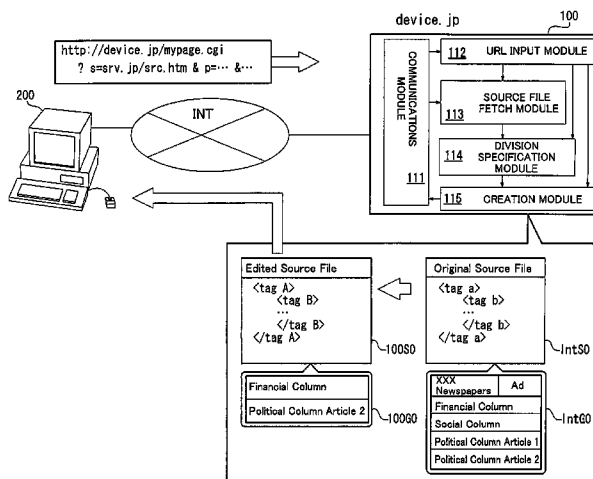 device.jp
100
http://device.jp/mypage.cgi
? s=srv.jp/src.htm & p=… &…
112 URL INPUT MODULE
COMMUNICATIONS MODULE
111
SOURCE FILE
FETCH MODULE
113
DIVISION
SPECIFICATION
MODULE
114
115 CREATION MODULE
200
INT
Edited Source File
<tag A>
<tag B>
…
</tag B>
</tag A>
100SO
Original Source File
<tag a>
<tag b>
…
</tag b>
</tag a>
IntSO
Financial Column
Political Column Article 2
100GO
XXX
Newspapers
Ad
Financial Column
Social Column
Political Column Article 1
Political Column Article 2
IntGO